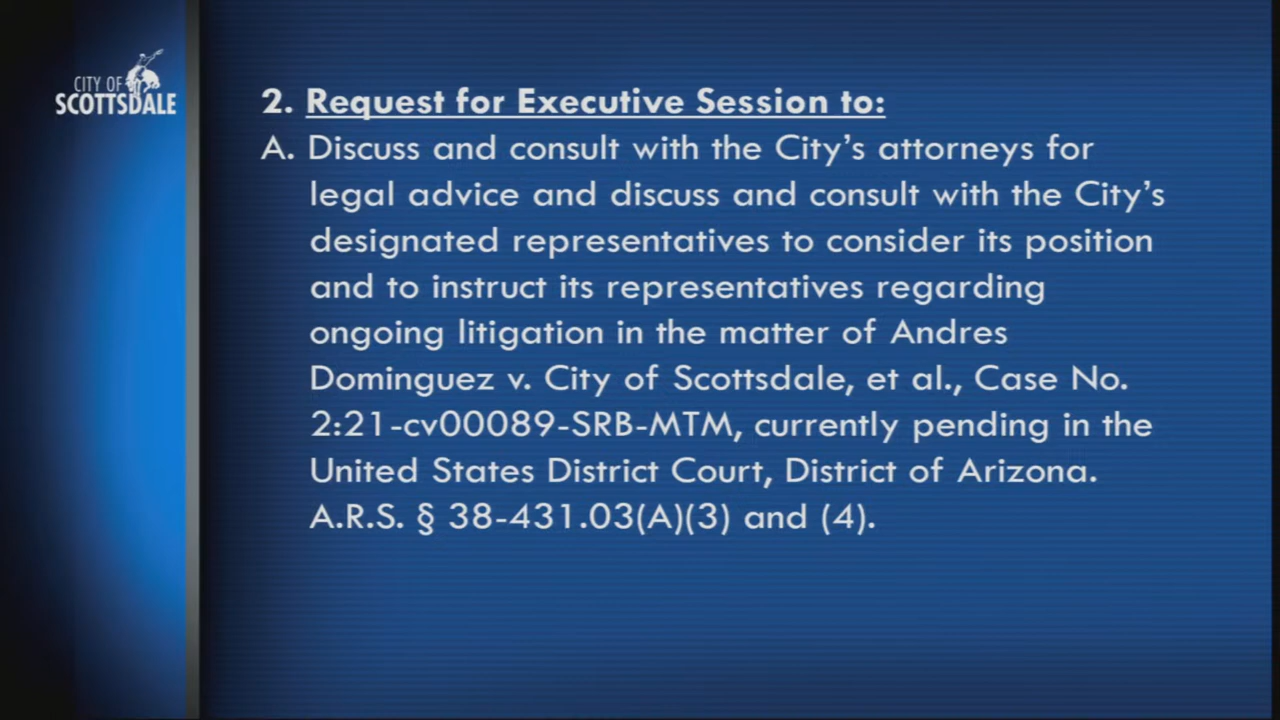 CITY OF
SCOTTSDALE
2. Request for Executive Session to:
A. Discuss and consult with the City's attorneys for
legal advice and discuss and consult with the City's
designated representatives to consider its position
and to instruct its representatives regarding
ongoing litigation in the matter of Andres
Dominguez v. City of Scottsdale, et al., Case No.
2:21-cv00089-SRB-MTM, currently pending in the
United States District Court, District of Arizona.
A.R.S. § 38-431.03(A)(3) and (4).